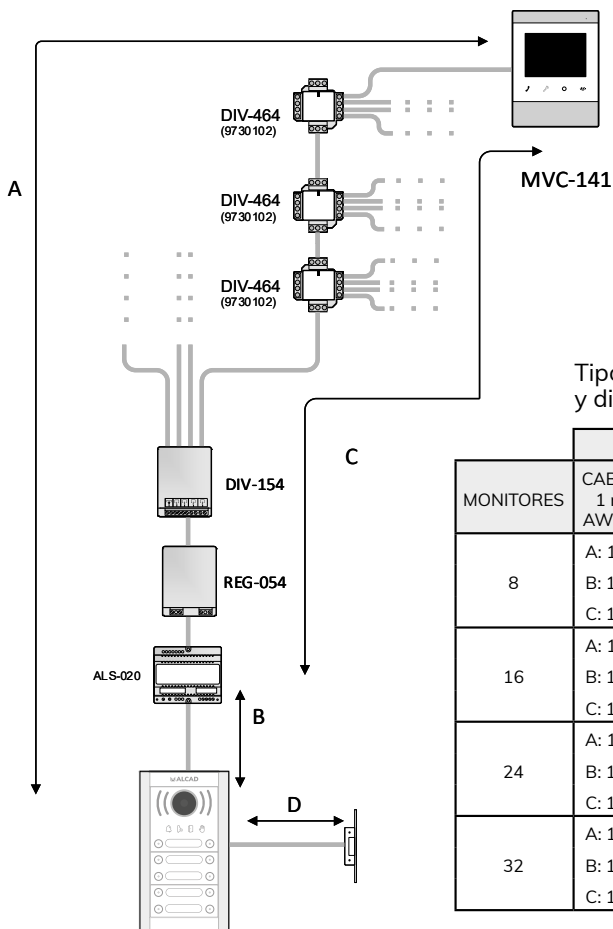 DIV-464
(9730102)
A
MVC-141
DIV-464
(9730102)
DIV-464
(9730102)
Tipo
y di
C
DIV-154
MONITORES
CAB
1
AW
REG-054
8
A: 1
B: 1
C: 1
ALS-020
16
A: 1
B: 1
C: 1
B
24
A: 1
B: 1
C: 1
ALCAD
D
32
A: 1
B: 1
C: 1